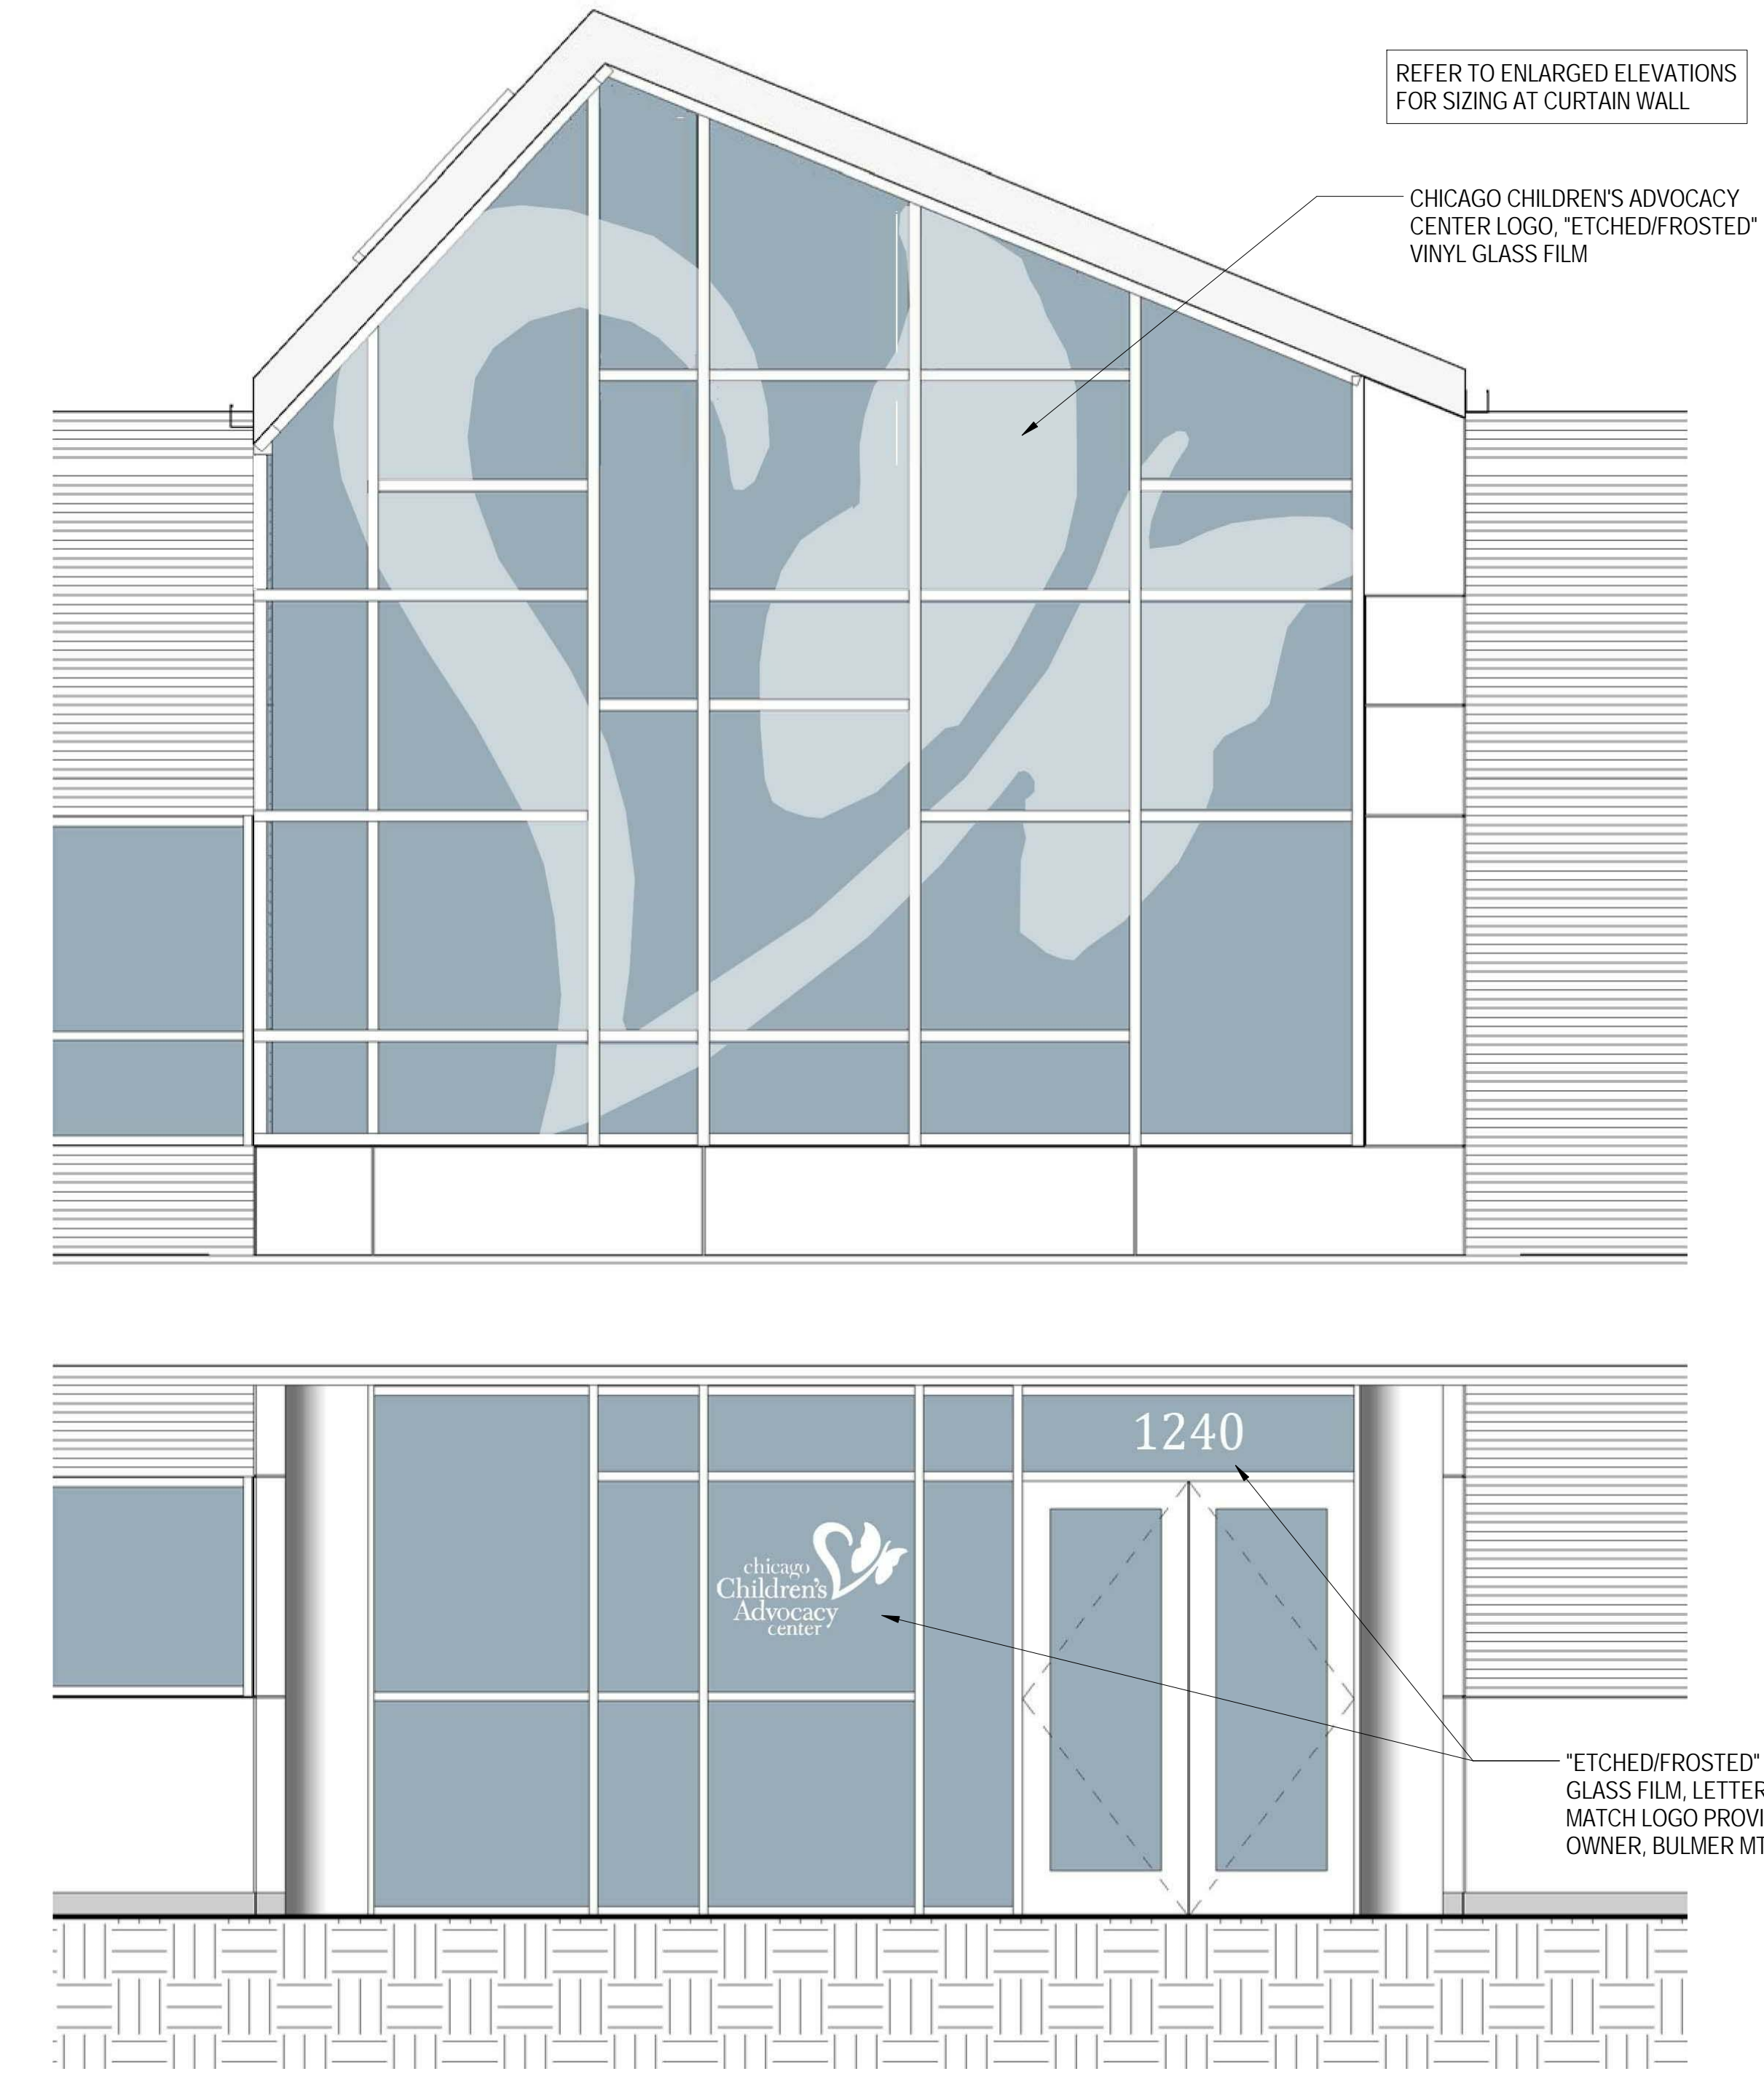 REFER TO ENLARGED ELEVATIONS
FOR SIZING AT CURTAIN WALL
CHICAGO CHILDREN'S ADVOCACY
CENTER LOGO, "ETCHED/FROSTED"
VINYL GLASS FILM
1240
chicago
Children's
Advocacy
center
"ETCHED/FROSTED"
GLASS FILM, LETTER
MATCH LOGO PROVI
OWNER, BULMER MT